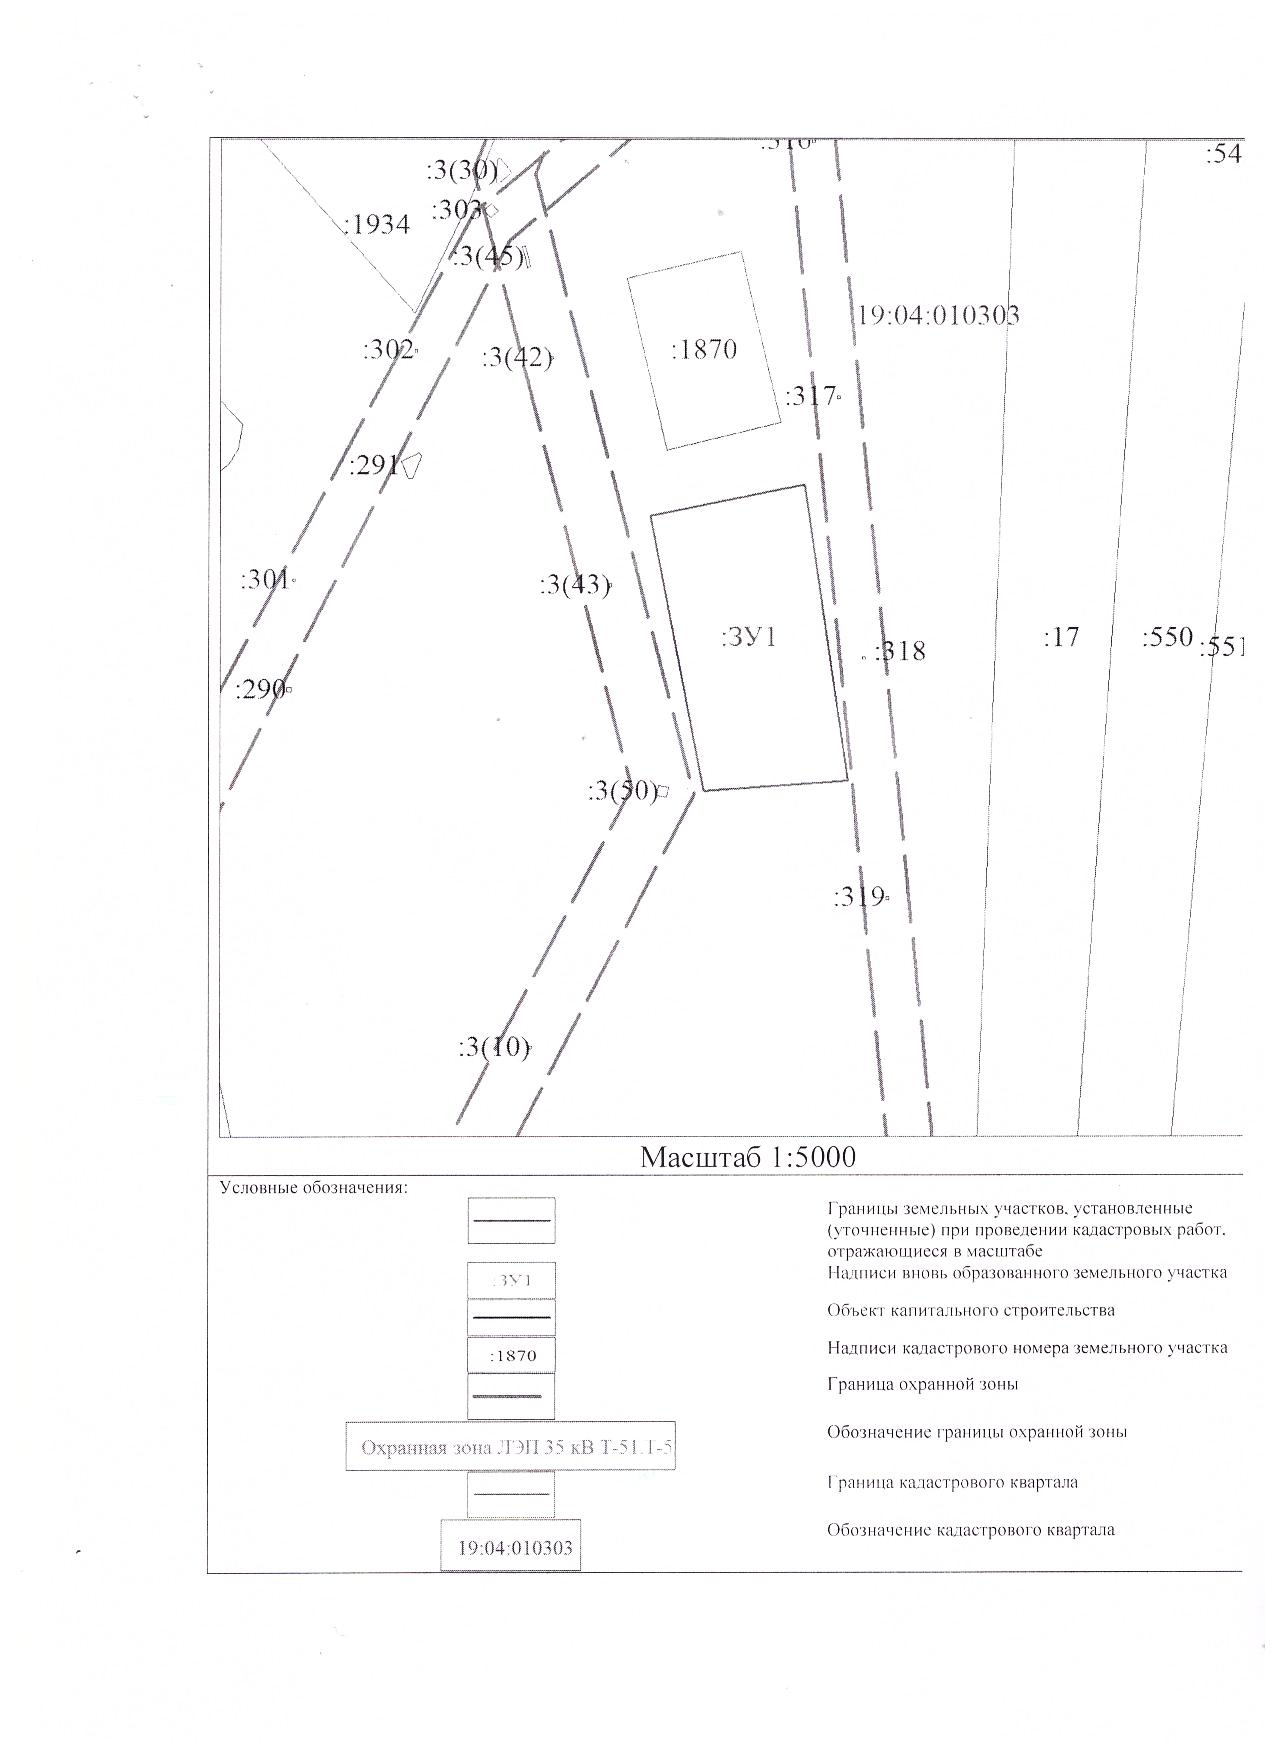 :3(30)
:54
:303
:1934
:3(45)
19:04:010303
:302
:3(42)
:1870
:317
:291
:301
:3(43)
:ЗУ1
:318
:17
:550
:551
:290
:3(50)
:319
:3(10)
Масштаб 1:5000
Условные обозначения:
Границы земельных участков, установленные
(уточненные) при проведении кадастровых работ,
отражающиеся в масштабе
:ЗУ1
Надписи вновь образованного земельного участка
Объект капитального строительства
:1870
Надписи кадастрового номера земельного участка
Граница охранной зоны
Охранная зона ЛЭП 35 кВ Т-51.Т-5
Обозначение границы охранной зоны
Граница кадастрового квартала
19:04:010303
Обозначение кадастрового квартала